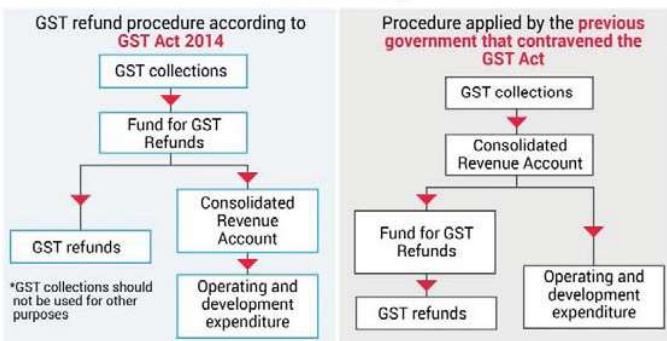 GST refund procedure according to
GST Act 2014
GST collections
Fund for GST
Refunds
GST refunds
Consolidated
Revenue
Account
Operating and
development
expenditure
*GST collections should
not be used for other
purposes
Procedure applied by the previous
government that contravened the
GST Act
GST collections
Consolidated
Revenue Account
Fund for GST
Refunds
GST refunds
Operating and
development
expenditure